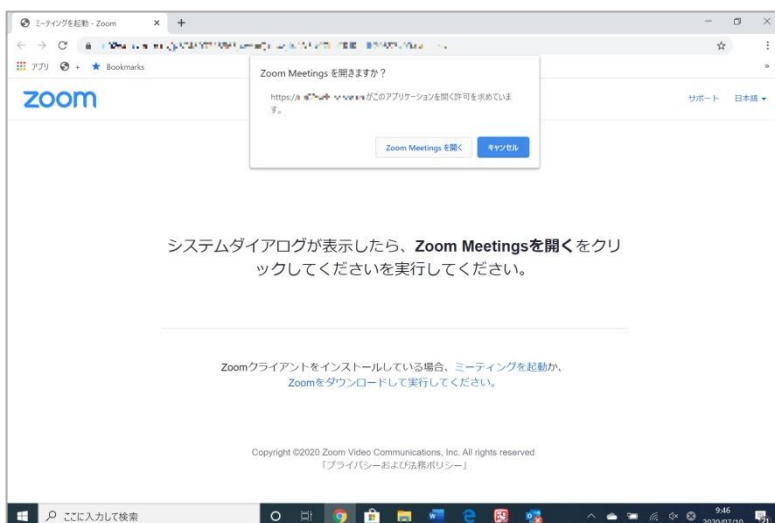 ミーティングを起動 - Zoom
アプリ
Bookmarks
Zoom Meetings を開きますか？
https://がこのアプリケーションを開く許可を求めていま
す。
Zoom Meetings を開く キャンセル
zoom
サポート 日本語
システムダイアログが表示したら、Zoom Meetingsを開くをクリ
ックしてくださいを実行してください。
Zoomクライアントをインストールしている場合、ミーティングを起動か、
Zoomをダウンロードして実行してください。
Copyright ©2020 Zoom Video Communications, Inc. All rights reserved
「プライバシーおよび法務ポリシー」
ここに入力して検索
9:46
2020/07/10